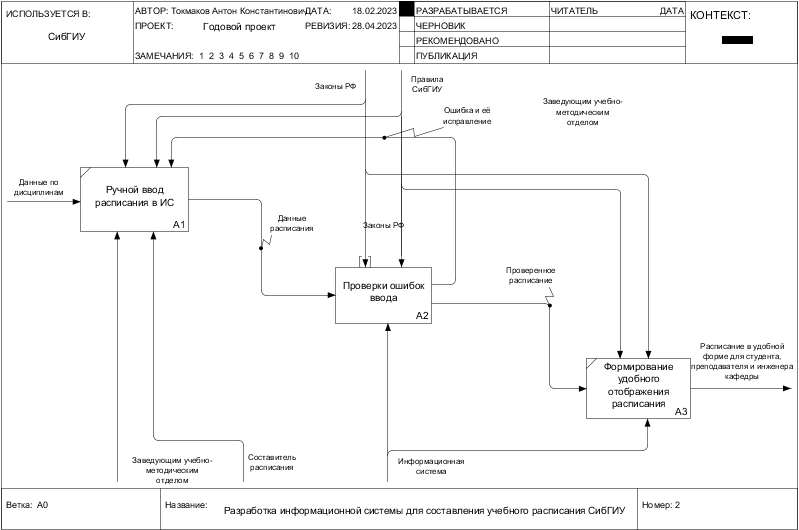 ИСПОЛЬЗУЕТСЯ В:
СибГИУ
АВТОР: Токмаков Антон Константинович
ДАТА: 18.02.2023
ПРОЕКТ: Годовой проект
РЕВИЗИЯ: 28.04.2023
ЗАМЕЧАНИЯ: 1 2 3 4 5 6 7 8 9 10
РАЗРАБАТЫВАЕТСЯ
ЧЕРНОВИК
РЕКОМЕНДОВАНО
ПУБЛИКАЦИЯ
ЧИТАТЕЛЬ ДАТА
КОНТЕКСТ:
Законы РФ
Правила
СибГИУ
Ошибка и её
исправление
Заведующим учебно-
методическим
отделом
Данные по
дисциплинам
Ручной ввод
расписания в ИС
A1
Данные
расписания
Законы РФ
Проверки ошибок
ввода
A2
Проверенное
расписание
Формирование
удобного
отображения
расписания
A3
Расписание в удобной
форме для студента,
преподавателя и инженера
кафедры
Заведующим учебно-
методическим
отделом
Составитель
расписания
Информационная
система
Ветка: A0
Название:
Разработка информационной системы для составления учебного расписания СибГИУ
Номер: 2